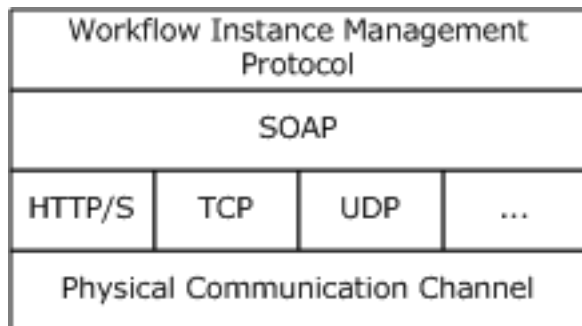 Workflow Instance Management
Protocol
SOAP
HTTP/S TCP UDP ...
Physical Communication Channel